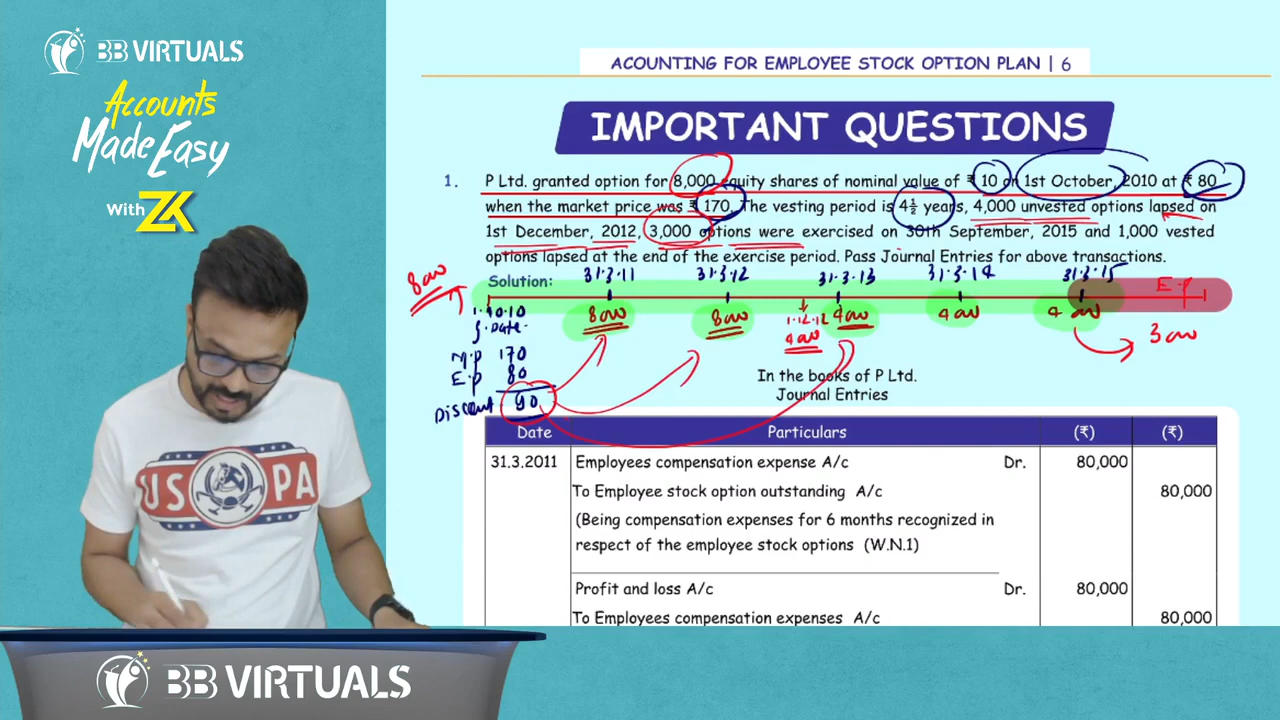 BB VIRTUALS
Accounts
Made Easy
With ZK
ACOUNTING FOR EMPLOYEE STOCK OPTION PLAN | 6
IMPORTANT QUESTIONS
1. P Ltd. granted option for 8,000 equity shares of nominal value of ₹ 10 on 1st October, 2010 at ₹ 80
when the market price was ₹ 170. The vesting period is 4½ years, 4,000 unvested options lapsed on
1st December, 2012, 3,000 options were exercised on 30th September, 2015 and 1,000 vested
options lapsed at the end of the exercise period. Pass Journal Entries for above transactions.
Solution:
31.3.11 31.3.12 31.3.13 31.3.14 31.3.15 E.P
8000
1.10.10
G. Date.
8000 8000 1.12.12 4000 4000 4000
4000 3000
M.P 170
E.P 80
Discount 90
In the books of P Ltd.
Journal Entries
Date Particulars (₹) (₹)
31.3.2011 Employees compensation expense A/c Dr. 80,000
To Employee stock option outstanding A/c 80,000
(Being compensation expenses for 6 months recognized in
respect of the employee stock options (W.N.1)
Profit and loss A/c Dr. 80,000
To Employees compensation expenses A/c 80,000
US PA
BB VIRTUALS